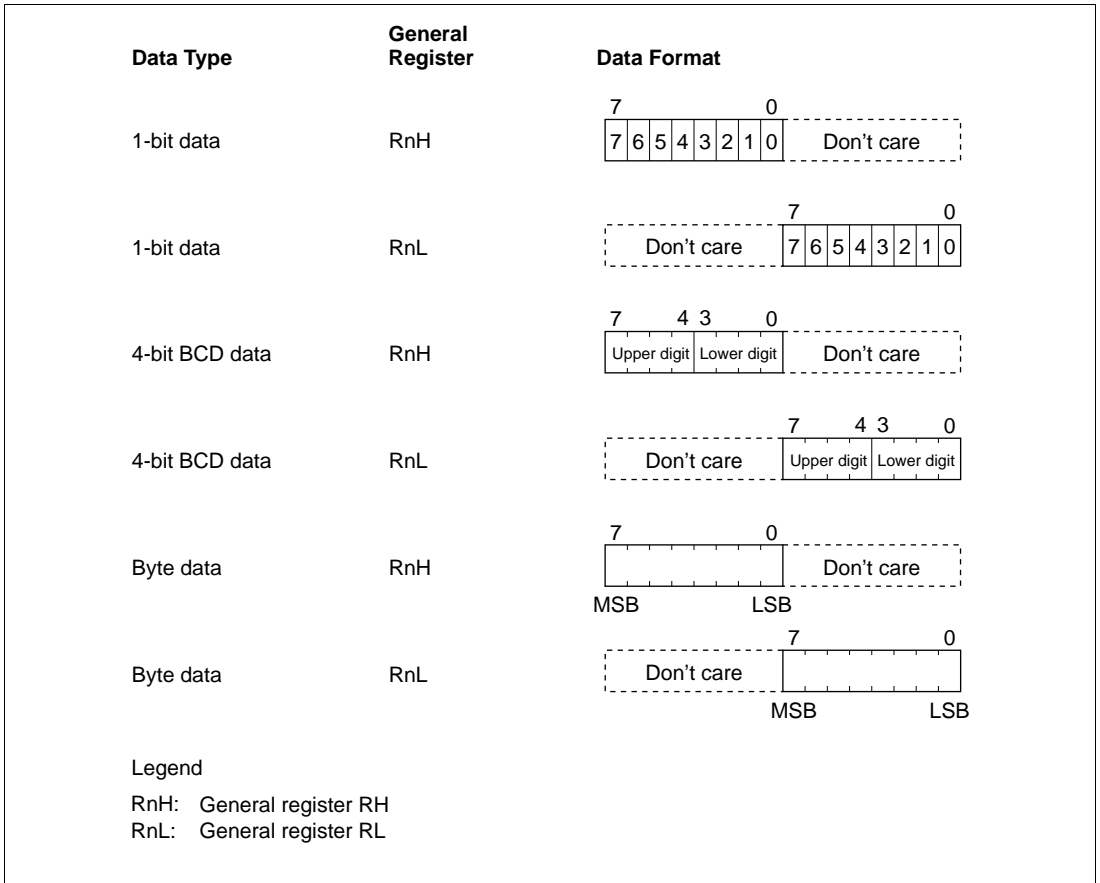 Data Type General Register Data Format
7 0
1-bit data RnH 7 6 5 4 3 2 1 0 Don't care
7 0
1-bit data RnL Don't care 7 6 5 4 3 2 1 0
7 4 3 0
4-bit BCD data RnH Upper digit Lower digit Don't care
7 4 3 0
4-bit BCD data RnL Don't care Upper digit Lower digit
7 0
Byte data RnH Don't care
MSB LSB
7 0
Byte data RnL Don't care
MSB LSB
Legend
RnH: General register RH
RnL: General register RL